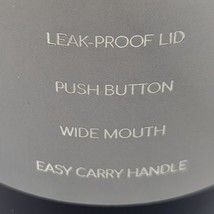 LEAK-PROOF LID
PUSH BUTTON
WIDE MOUTH
EASY CARRY HANDLE